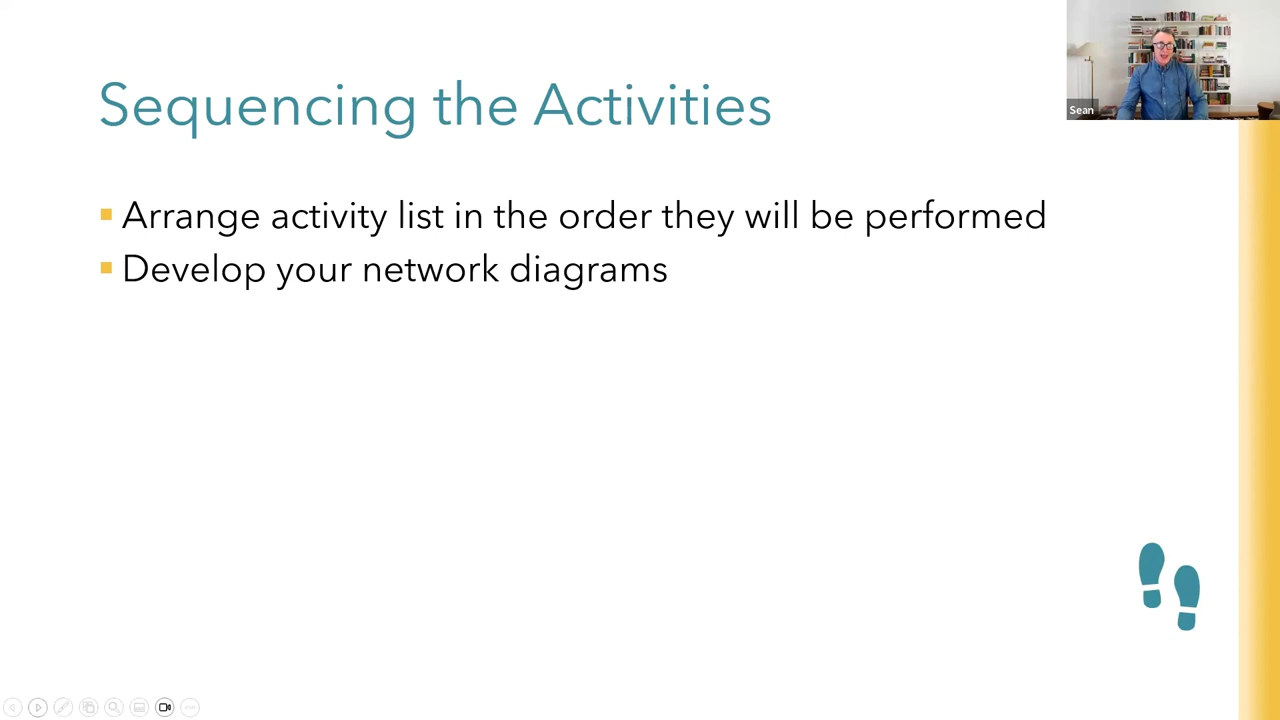 Sequencing the Activities
Sean
Arrange activity list in the order they will be performed
Develop your network diagrams